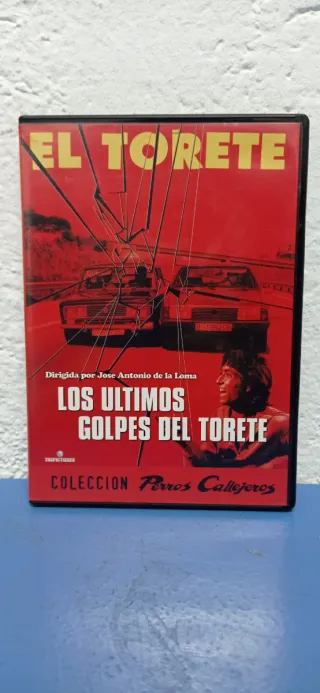 EL TORETE
Dirigida por Jose Antonio de la Loma
LOS ULTIMOS
GOLPES DEL TORETE
COLECCION Perros Callejeros